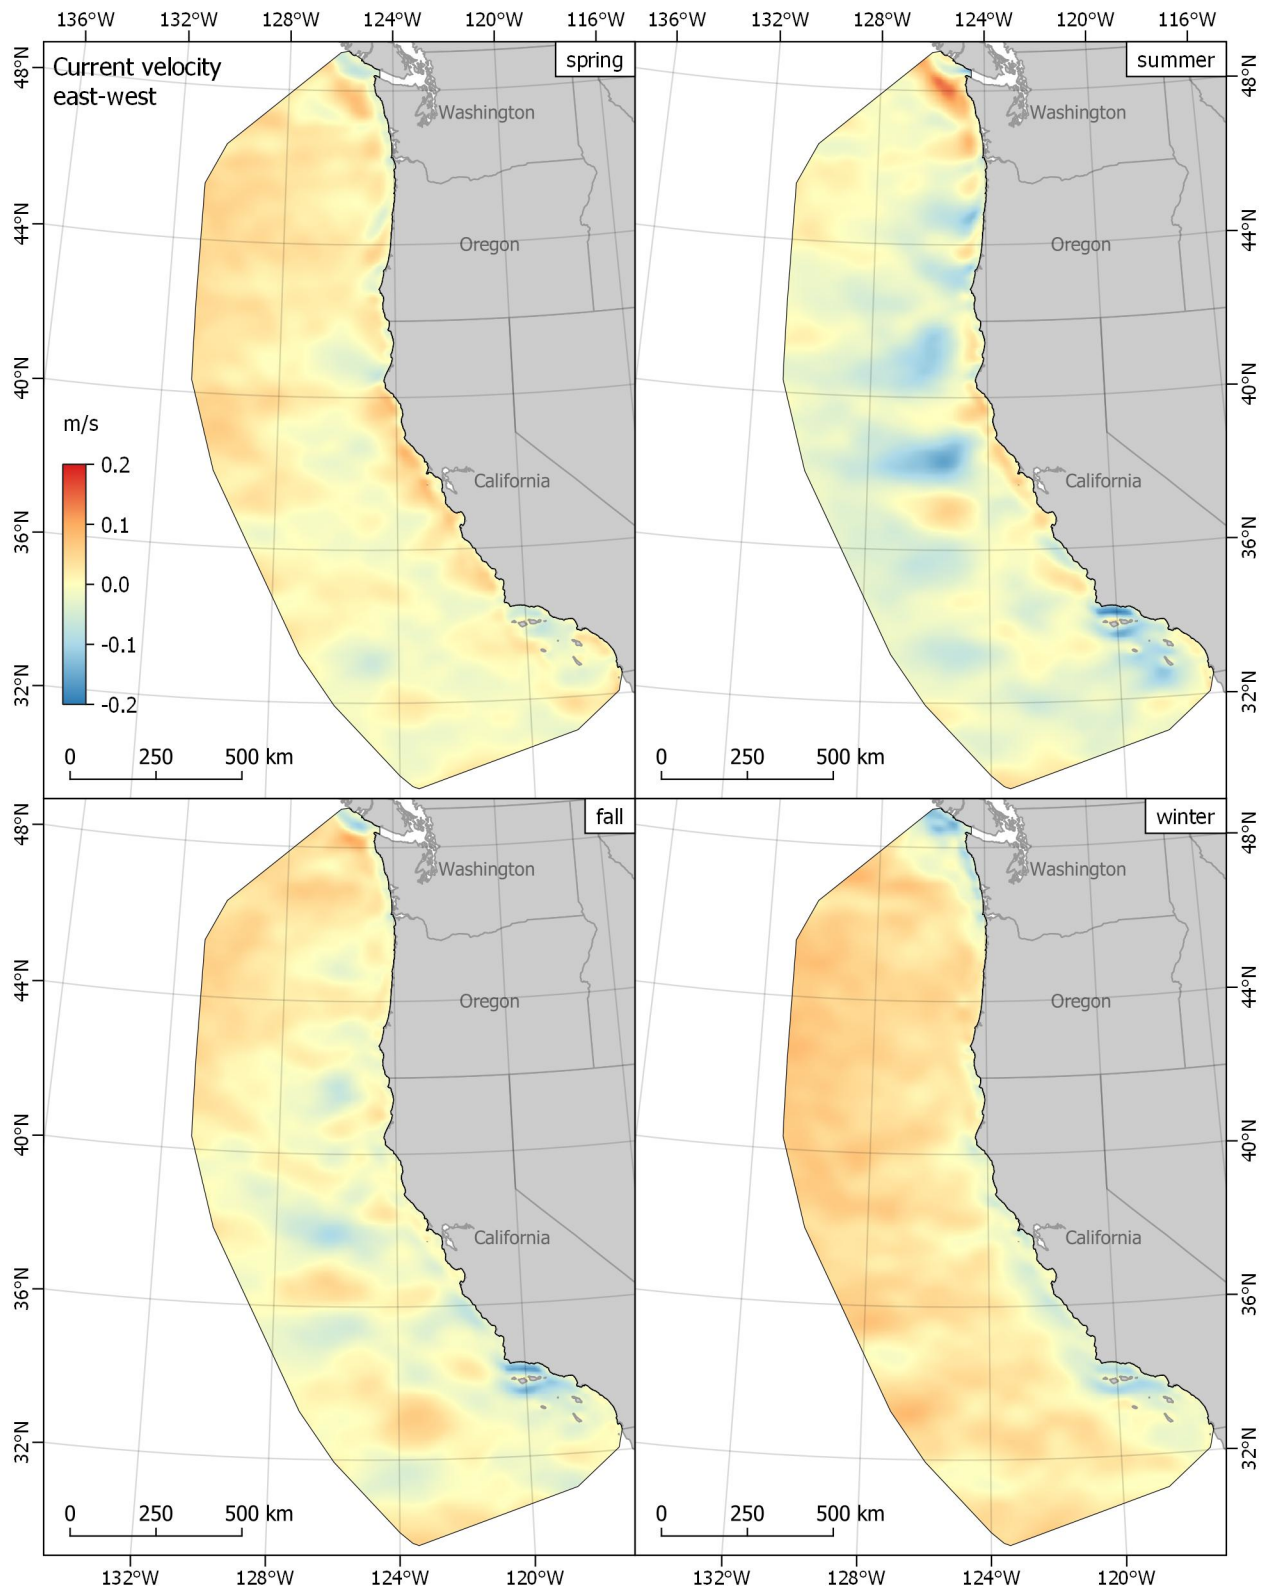 136°W 132°W 128°W 124°W 120°W 116°W 136°W 132°W 128°W 124°W 120°W 116°W
Current velocity
east-west
spring
summer
48°N
48°N
Washington
Washington
44°N
44°N
Oregon
Oregon
40°N
40°N
m/s
0.2
0.1
0.0
-0.1
-0.2
California
California
36°N
36°N
32°N
32°N
0 250 500 km
0 250 500 km
fall
winter
48°N
48°N
Washington
Washington
44°N
44°N
Oregon
Oregon
40°N
40°N
California
California
36°N
36°N
32°N
32°N
0 250 500 km
0 250 500 km
132°W 128°W 124°W 120°W 132°W 128°W 124°W 120°W